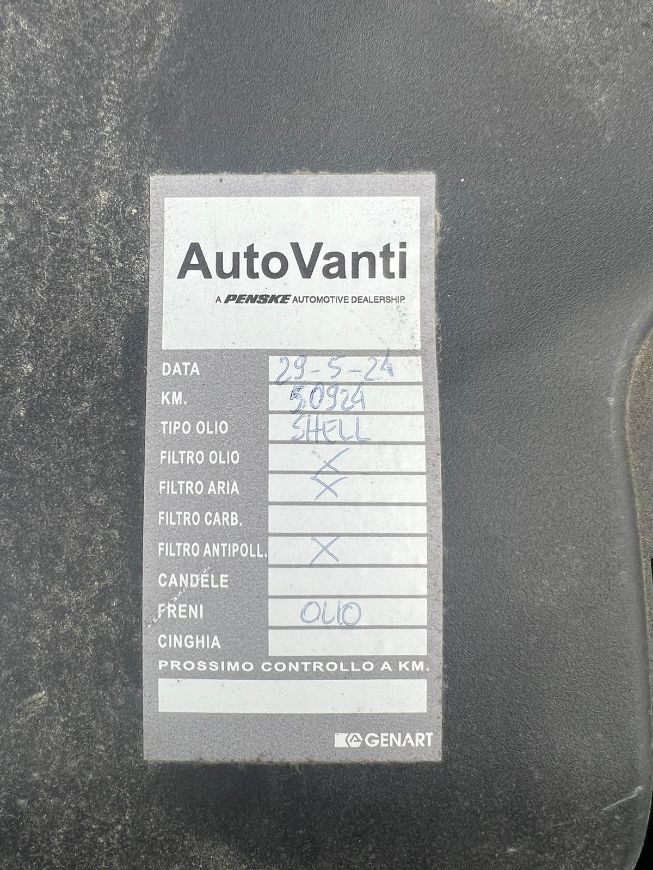 AutoVanti
A PENSKE AUTOMOTIVE DEALERSHIP
DATA 29-5-24
KM. 50924
TIPO OLIO SHELL
FILTRO OLIO X
FILTRO ARIA X
FILTRO CARB.
FILTRO ANTIPOLL. X
CANDELE
FRENI OLIO
CINGHIA
PROSSIMO CONTROLLO A KM.
GENART